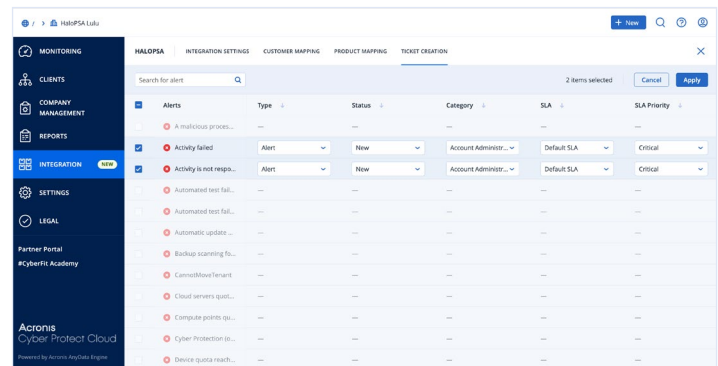 / > HaloPSA Lulu
+ New
MONITORING
CLIENTS
COMPANY
MANAGEMENT
REPORTS
INTEGRATION NEW
SETTINGS
LEGAL
Partner Portal
#CyberFit Academy
Acronis
Cyber Protect Cloud
Powered by Acronis AnyData Engine
HALOPSA INTEGRATION SETTINGS CUSTOMER MAPPING PRODUCT MAPPING TICKET CREATION
Search for alert 2 items selected Cancel Apply
Alerts Type Status Category SLA SLA Priority
A malicious proces... — — — — —
Activity failed Alert New Account Administr... Default SLA Critical
Activity is not respo... Alert New Account Administr... Default SLA Critical
Automated test fail... — — — — —
Automated test fail... — — — — —
Automatic update ... — — — — —
Backup scanning fo... — — — — —
CannotMoveTenant — — — — —
Cloud servers quot... — — — — —
Compute points qu... — — — — —
Cyber Protection (o... — — — — —
Device quota reach... — — — — —